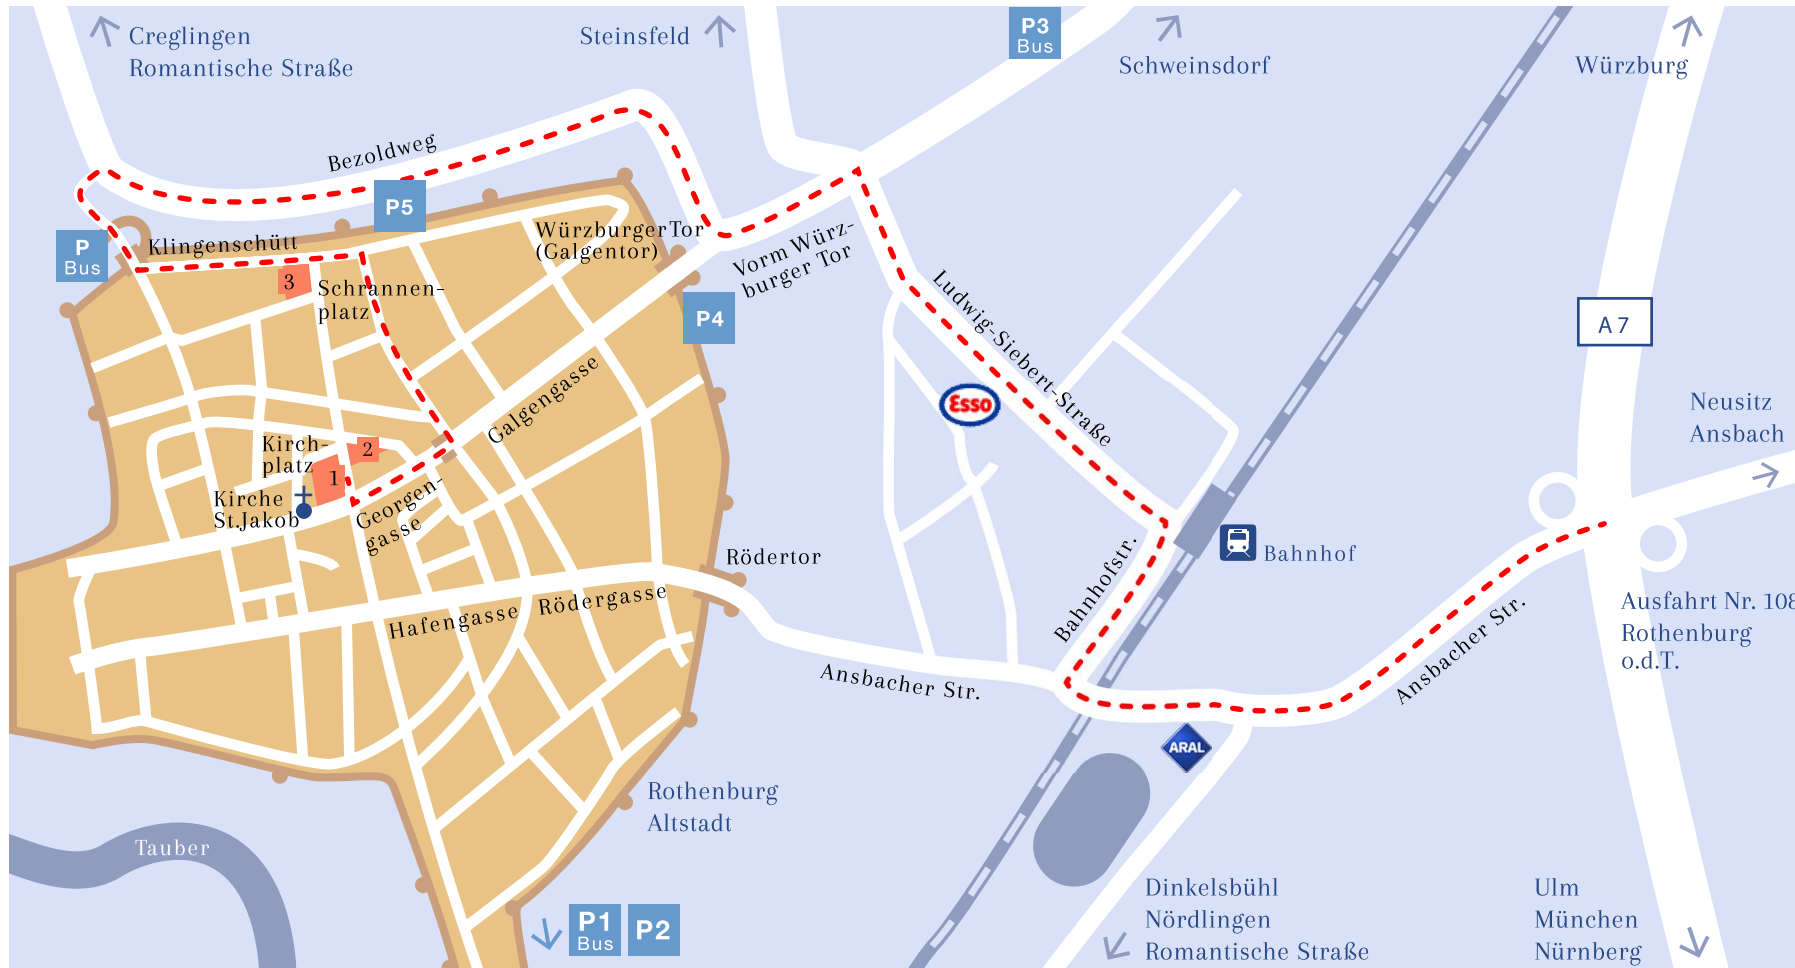 Creglingen
Romantische Straße
Steinsfeld
P3
Bus
Schweinsdorf
Würzburg
Bezoldweg
P5
P
Bus
Klingenschütt
Würzburger Tor
(Galgentor)
Vorm Würz-
burger Tor
3
Schrannen-
platz
P4
Ludwig-Siebert-Straße
A 7
Esso
Galgengasse
Neusitz
Ansbach
Kirch-
platz
2
1
Kirche
St.Jakob
Georgen-
gasse
Rödertor
Bahnhofstr.
Bahnhof
Hafengasse
Rödergasse
Ausfahrt Nr. 108
Rothenburg
o.d.T.
Ansbacher Str.
Ansbacher Str.
ARAL
Rothenburg
Altstadt
Tauber
P1
Bus
P2
Dinkelsbühl
Nördlingen
Romantische Straße
Ulm
München
Nürnberg